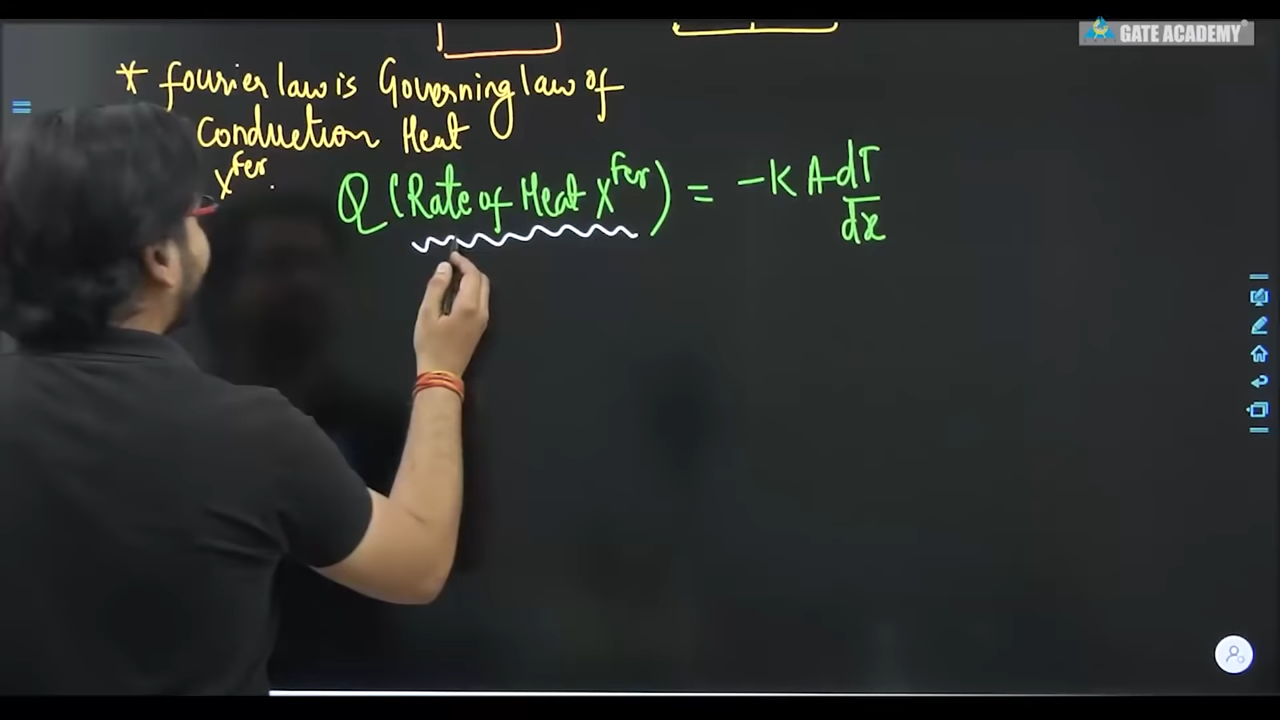 GATE ACADEMY
* fourier law is Governing law of
Conduction Heat
xfer.
Q (Rate of Heat Xfer) = -K A dT/dx